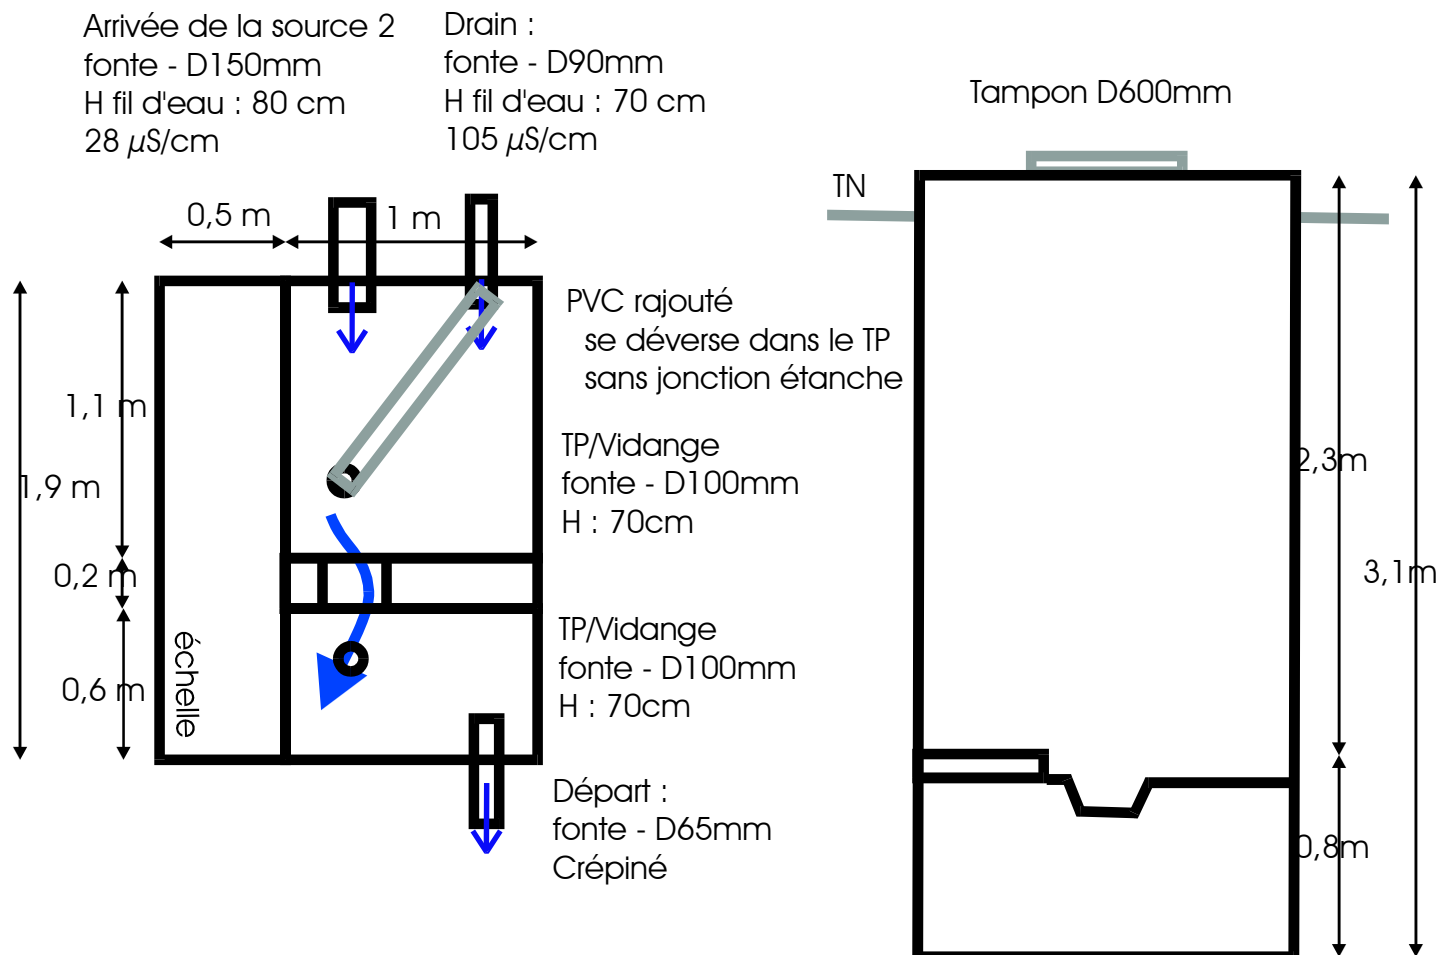 Arrivée de la source 2
fonte - D150mm
H fil d'eau : 80 cm
28 µS/cm
Drain :
fonte - D90mm
H fil d'eau : 70 cm
105 µS/cm
Tampon D600mm
TN
0,5 m
1 m
PVC rajouté
se déverse dans le TP
sans jonction étanche
1,1 m
1,9 m
TP/Vidange
fonte - D100mm
H : 70cm
0,2 m
TP/Vidange
fonte - D100mm
H : 70cm
0,6 m
échelle
Départ :
fonte - D65mm
Crépiné
2,3m
3,1m
0,8m